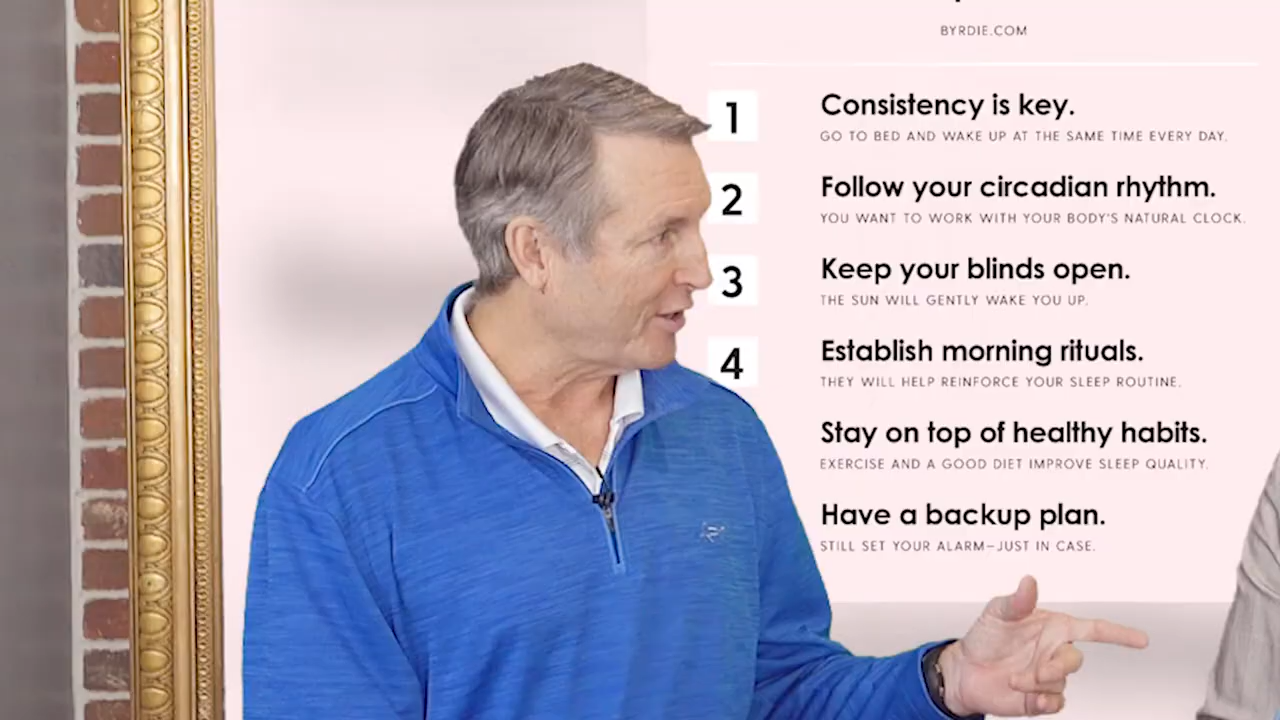 BYRDIE.COM
1
Consistency is key.
GO TO BED AND WAKE UP AT THE SAME TIME EVERY DAY.
2
Follow your circadian rhythm.
YOU WANT TO WORK WITH YOUR BODY'S NATURAL CLOCK.
3
Keep your blinds open.
THE SUN WILL GENTLY WAKE YOU UP.
4
Establish morning rituals.
THEY WILL HELP REINFORCE YOUR SLEEP ROUTINE.
Stay on top of healthy habits.
EXERCISE AND A GOOD DIET IMPROVE SLEEP QUALITY.
Have a backup plan.
STILL SET YOUR ALARM—JUST IN CASE.